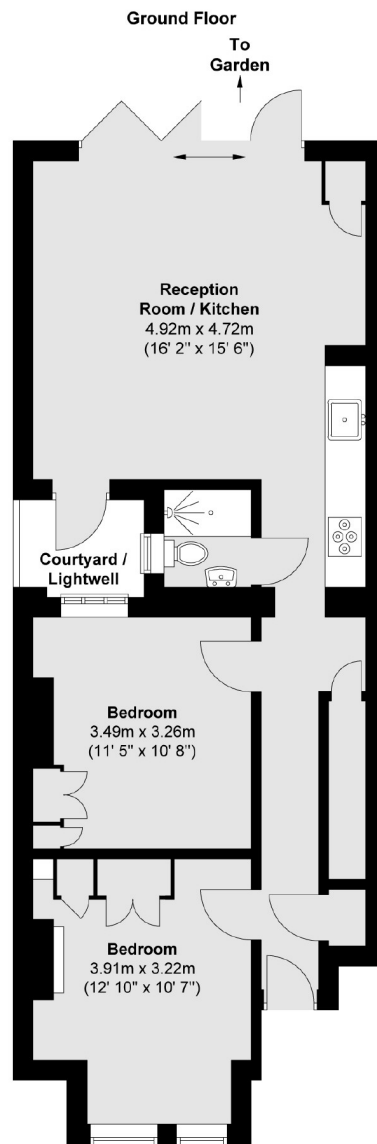 Ground Floor
To
Garden
Reception
Room / Kitchen
4.92m x 4.72m
(16' 2" x 15' 6")
Courtyard /
Lightwell
Bedroom
3.49m x 3.26m
(11' 5" x 10' 8")
Bedroom
3.91m x 3.22m
(12' 10" x 10' 7")